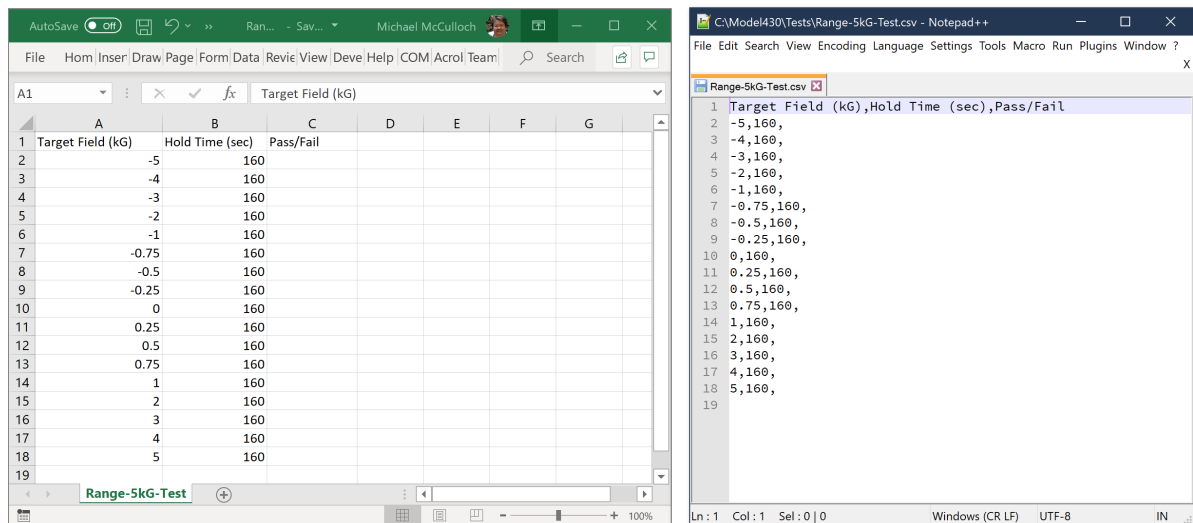 AutoSave Off Ran... - Sav... Michael McCulloch
File Hom Inser Draw Page Form Data Revie View Deve Help COM Acrol Team Search
A1 fx Target Field (kG)
A B C D E F G
1 Target Field (kG) Hold Time (sec) Pass/Fail
2 -5 160
3 -4 160
4 -3 160
5 -2 160
6 -1 160
7 -0.75 160
8 -0.5 160
9 -0.25 160
10 0 160
11 0.25 160
12 0.5 160
13 0.75 160
14 1 160
15 2 160
16 3 160
17 4 160
18 5 160
19
Range-5kG-Test
100%
C:\Model430\Tests\Range-5kG-Test.csv - Notepad++
File Edit Search View Encoding Language Settings Tools Macro Run Plugins Window ?
X
Range-5kG-Test.csv
1 Target Field (kG),Hold Time (sec),Pass/Fail
2 -5,160,
3 -4,160,
4 -3,160,
5 -2,160,
6 -1,160,
7 -0.75,160,
8 -0.5,160,
9 -0.25,160,
10 0,160,
11 0.25,160,
12 0.5,160,
13 0.75,160,
14 1,160,
15 2,160,
16 3,160,
17 4,160,
18 5,160,
19
Ln : 1 Col : 1 Sel : 0 | 0 Windows (CR LF) UTF-8 IN